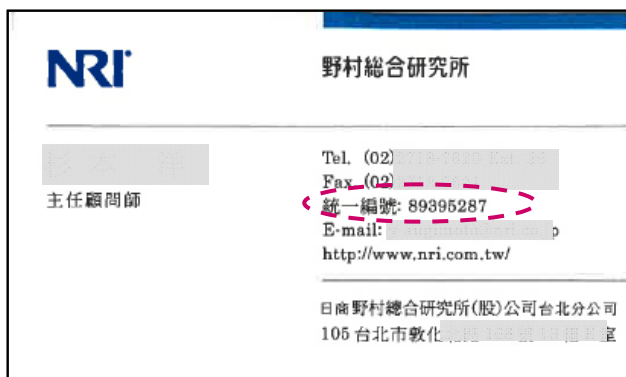 NRI
野村総合研究所
主任顧問師
Tel. (02)
Fax (02)
統一編號: 89395287
E-mail:
http://www.nri.com.tw/
日商野村總合研究所(股)公司台北分公司
105 台北市敦化
室